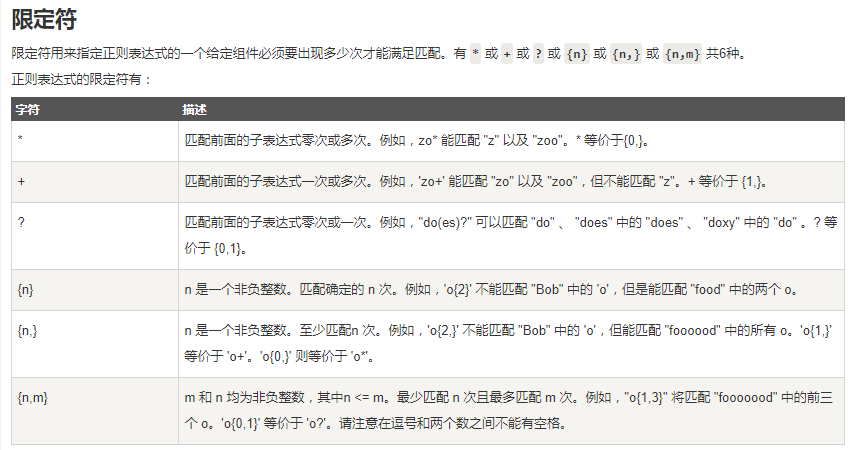 限定符
限定符用来指定正则表达式的一个给定组件必须要出现多少次才能满足匹配。有 * 或 + 或 ? 或 {n} 或 {n,} 或 {n,m} 共6种。
正则表达式的限定符有：
字符 描述
* 匹配前面的子表达式零次或多次。例如，zo* 能匹配 "z" 以及 "zoo"。* 等价于{0,}。
+ 匹配前面的子表达式一次或多次。例如，'zo+' 能匹配 "zo" 以及 "zoo"，但不能匹配 "z"。+ 等价于 {1,}。
? 匹配前面的子表达式零次或一次。例如，"do(es)?" 可以匹配 "do" 、 "does" 中的 "does" 、 "doxy" 中的 "do" 。? 等
价于 {0,1}。
{n} n 是一个非负整数。匹配确定的 n 次。例如，'o{2}' 不能匹配 "Bob" 中的 'o'，但是能匹配 "food" 中的两个 o。
{n,} n 是一个非负整数。至少匹配n 次。例如，'o{2,}' 不能匹配 "Bob" 中的 'o'，但能匹配 "foooood" 中的所有 o。'o{1,}'
等价于 'o+'。'o{0,}' 则等价于 'o*'。
{n,m} m 和 n 均为非负整数，其中n <= m。最少匹配 n 次且最多匹配 m 次。例如，"o{1,3}" 将匹配 "fooooood" 中的前三
个 o。'o{0,1}' 等价于 'o?'。请注意在逗号和两个数之间不能有空格。